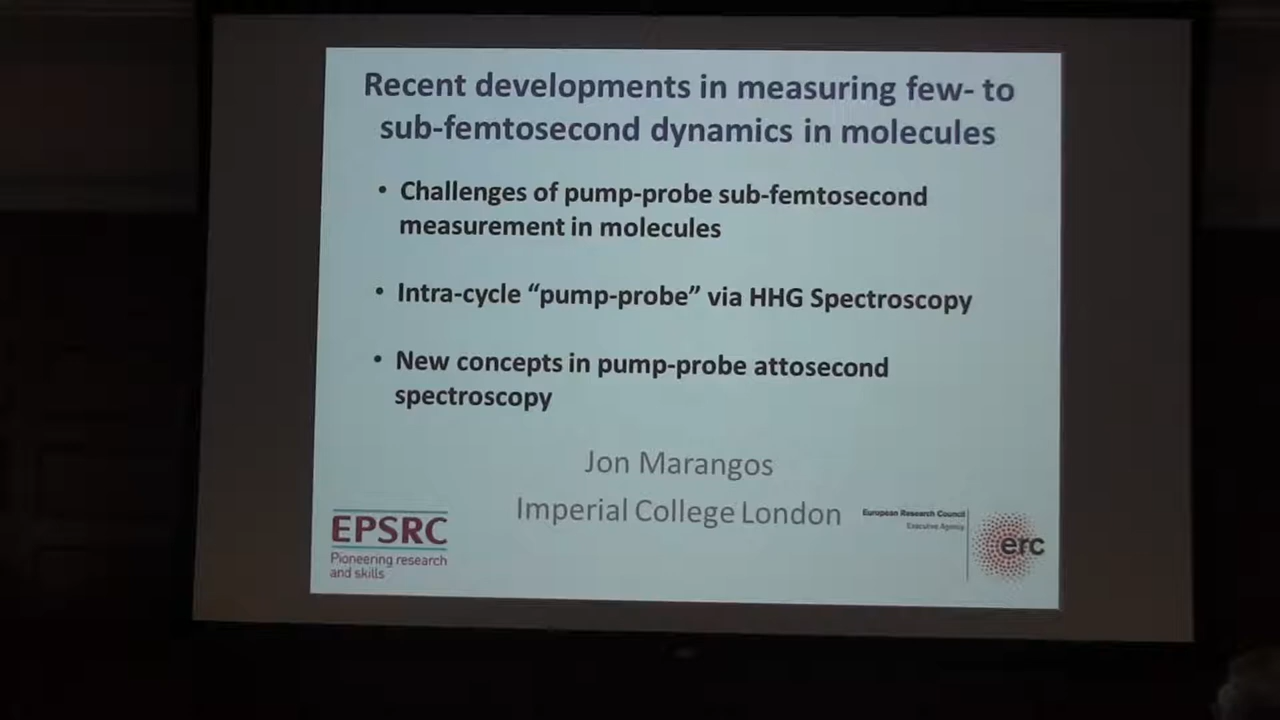 Recent developments in measuring few- to
sub-femtosecond dynamics in molecules
• Challenges of pump-probe sub-femtosecond
measurement in molecules
• Intra-cycle “pump-probe” via HHG Spectroscopy
• New concepts in pump-probe attosecond
spectroscopy
Jon Marangos
Imperial College London
EPSRC
Pioneering research
and skills
European Research Council
Executive Agency
erc